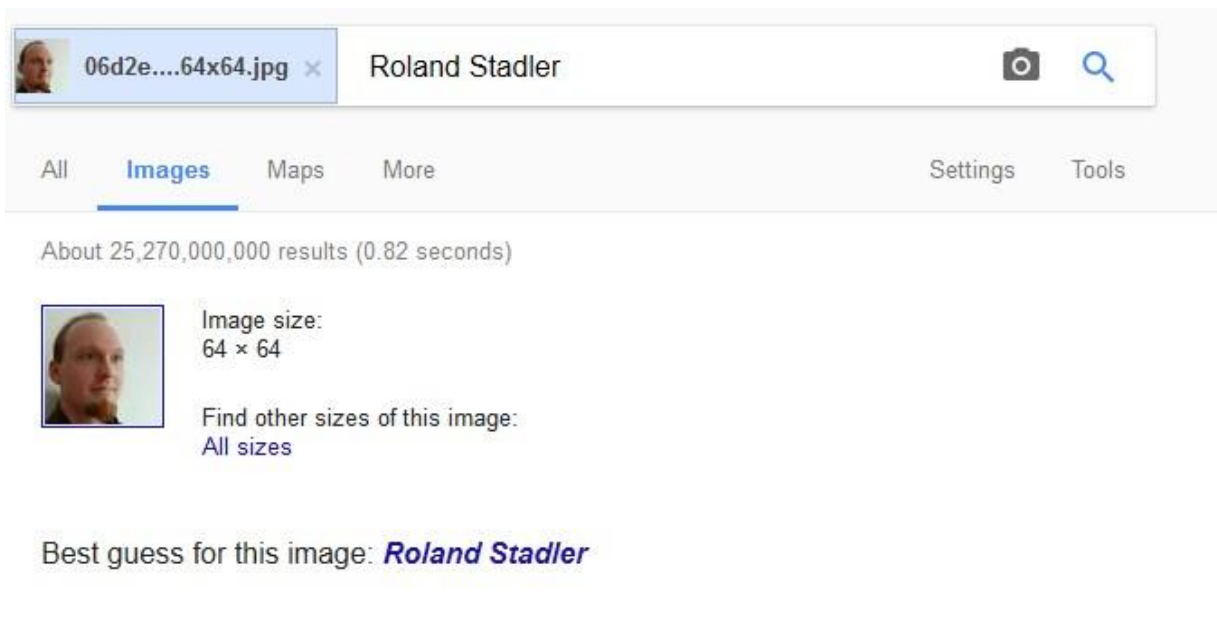 06d2e....64x64.jpg × Roland Stadler
All Images Maps More Settings Tools
About 25,270,000,000 results (0.82 seconds)
Image size:
64 × 64
Find other sizes of this image:
All sizes
Best guess for this image: Roland Stadler